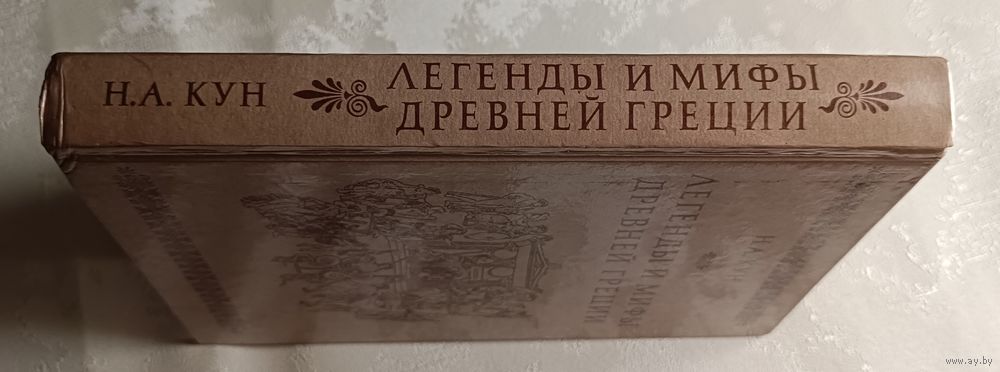 Н.А. КУН
ЛЕГЕНДЫ И МИФЫ
ДРЕВНЕЙ ГРЕЦИИ
Н.А. КУН
ЛЕГЕНДЫ И МИФЫ
ДРЕВНЕЙ ГРЕЦИИ
www.ay.by